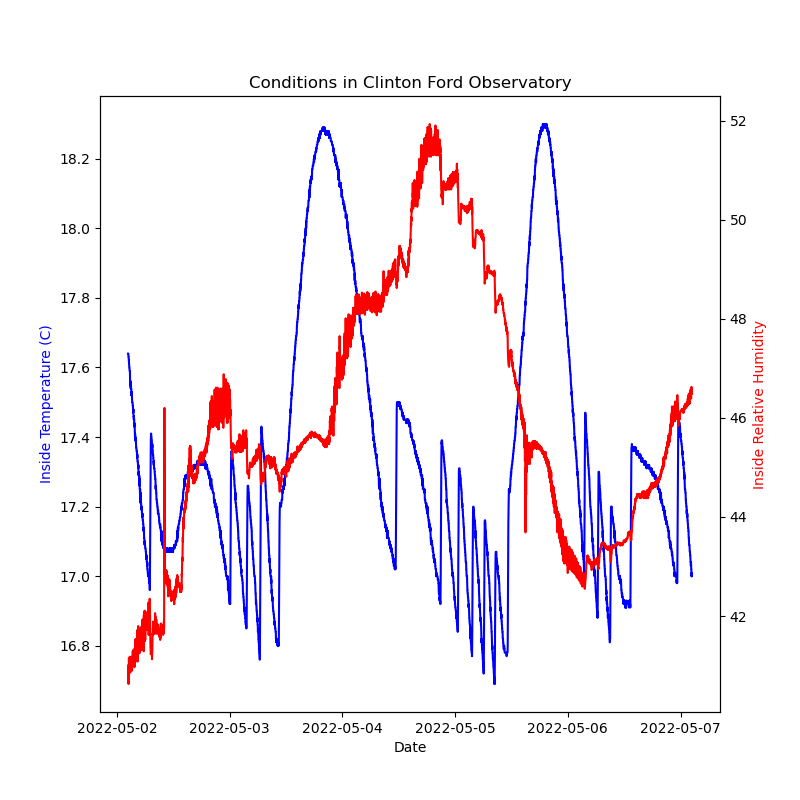 Conditions in Clinton Ford Observatory
Inside Temperature (C)
18.2
18.0
17.8
17.6
17.4
17.2
17.0
16.8
52
50
48
46
44
42
Inside Relative Humidity
2022-05-02 2022-05-03 2022-05-04 2022-05-05 2022-05-06 2022-05-07
Date